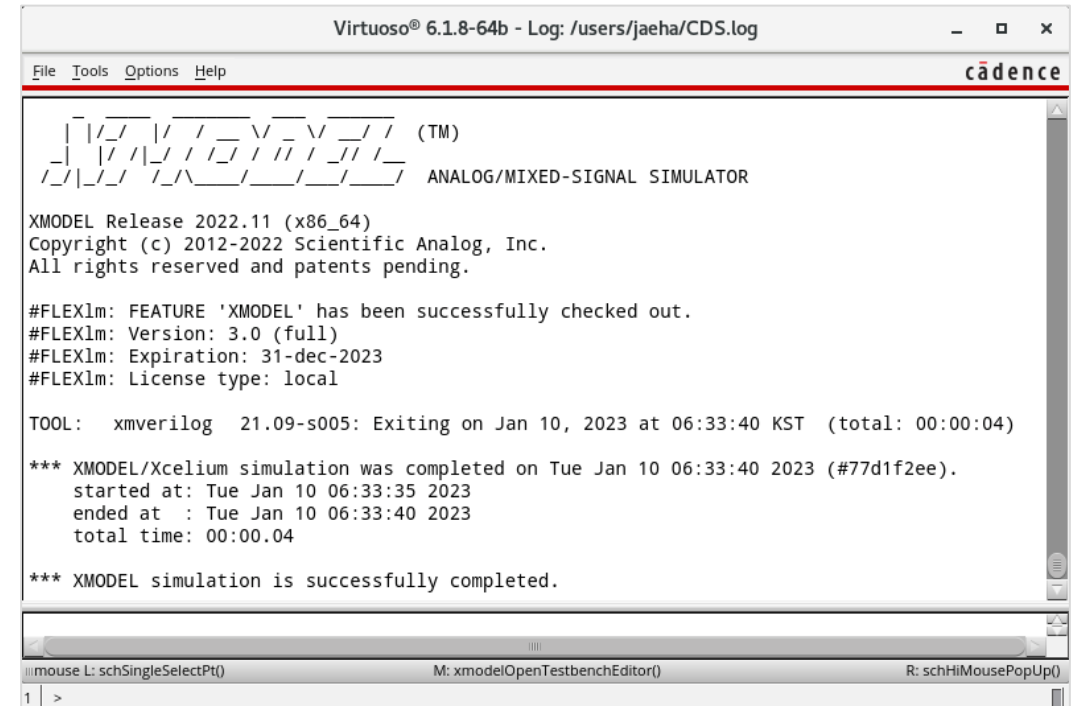 Virtuoso® 6.1.8-64b - Log: /users/jaeha/CDS.log
File Tools Options Help cādence
XMODEL (TM)
ANALOG/MIXED-SIGNAL SIMULATOR
XMODEL Release 2022.11 (x86_64)
Copyright (c) 2012-2022 Scientific Analog, Inc.
All rights reserved and patents pending.
#FLEXlm: FEATURE 'XMODEL' has been successfully checked out.
#FLEXlm: Version: 3.0 (full)
#FLEXlm: Expiration: 31-dec-2023
#FLEXlm: License type: local
TOOL: xmverilog 21.09-s005: Exiting on Jan 10, 2023 at 06:33:40 KST (total: 00:00:04)
*** XMODEL/Xcelium simulation was completed on Tue Jan 10 06:33:40 2023 (#77d1f2ee).
started at: Tue Jan 10 06:33:35 2023
ended at : Tue Jan 10 06:33:40 2023
total time: 00:00.04
*** XMODEL simulation is successfully completed.
mouse L: schSingleSelectPt() M: xmodelOpenTestbenchEditor() R: schHiMousePopUp()
1 >